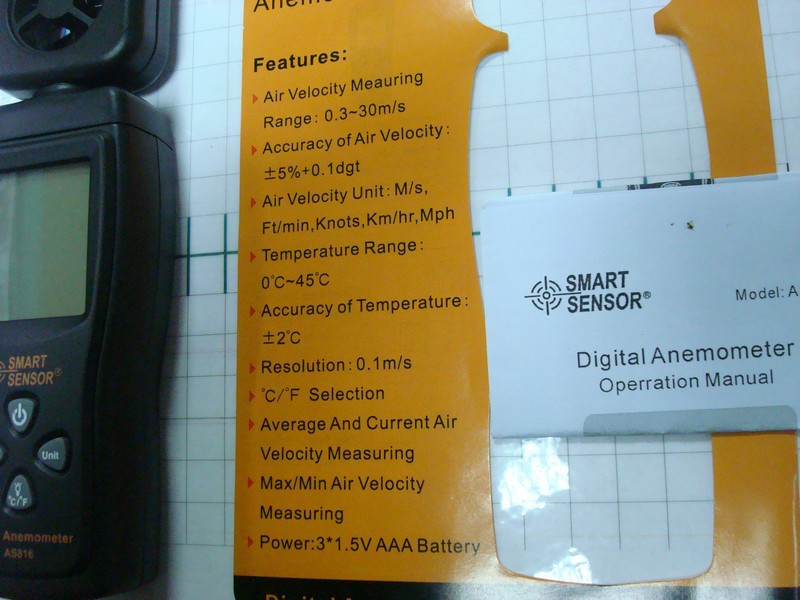 Features:
Air Velocity Meauring
Range: 0.3~30m/s
Accuracy of Air Velocity:
±5%+0.1dgt
Air Velocity Unit: M/s,
Ft/min,Knots,Km/hr,Mph
Temperature Range:
0℃~45℃
Accuracy of Temperature:
±2℃
Resolution: 0.1m/s
℃/℉ Selection
Average And Current Air
Velocity Measuring
Max/Min Air Velocity
Measuring
Power:3*1.5V AAA Battery
SMART
SENSOR®
Unit
℃/℉
Anemometer
AS816
SMART
SENSOR®
Model: A
Digital Anemometer
Operration Manual